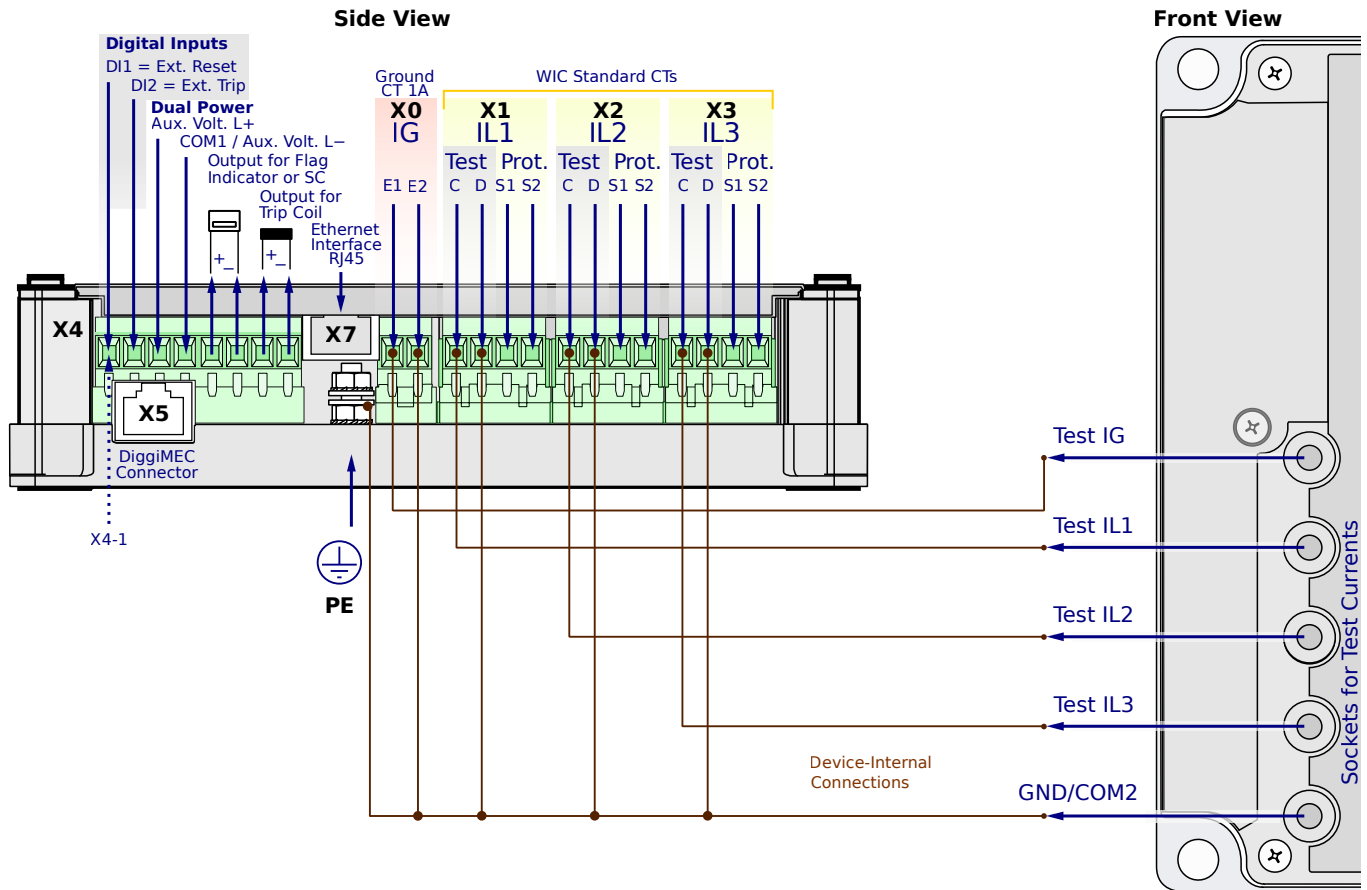 Side View
Front View
Digital Inputs
DI1 = Ext. Reset
DI2 = Ext. Trip
Dual Power
Aux. Volt. L+
COM1 / Aux. Volt. L−
Output for Flag
Indicator or SC
Output for
Trip Coil
Ethernet
Interface
RJ45
+ −
+ −
Ground
CT 1A
X0
IG
E1 E2
WIC Standard CTs
X1
IL1
Test Prot.
C D S1 S2
X2
IL2
Test Prot.
C D S1 S2
X3
IL3
Test Prot.
C D S1 S2
X4
X7
X5
DiggiMEC
Connector
X4-1
PE
Test IG
Test IL1
Test IL2
Test IL3
GND/COM2
Device-Internal
Connections
Sockets for Test Currents